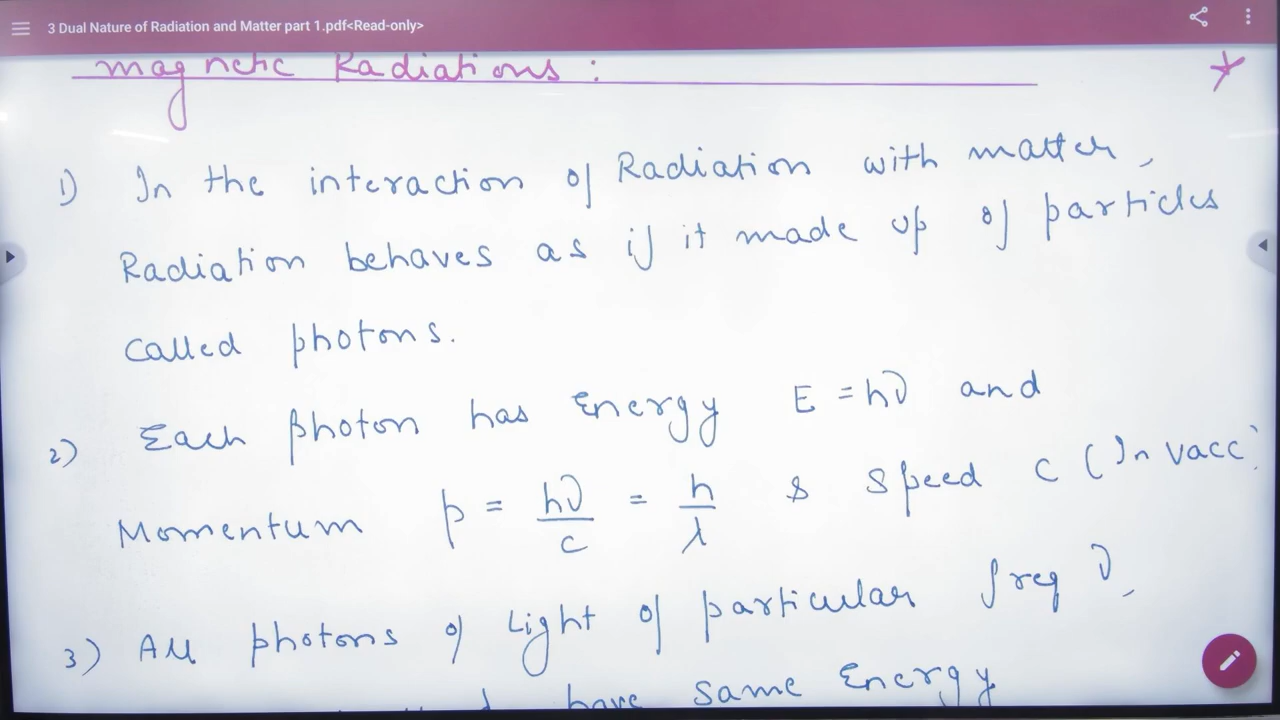 3 Dual Nature of Radiation and Matter part 1.pdf<Read-only>
magnetic Radiations :
1) In the interaction of Radiation with matter,
Radiation behaves as if it made up of particles
called photons.
2) Each photon has Energy E = hν and
Momentum p = hν/c = h/λ & speed c (In vacc)
3) All photons of Light of particular freq ν,
have same Energy